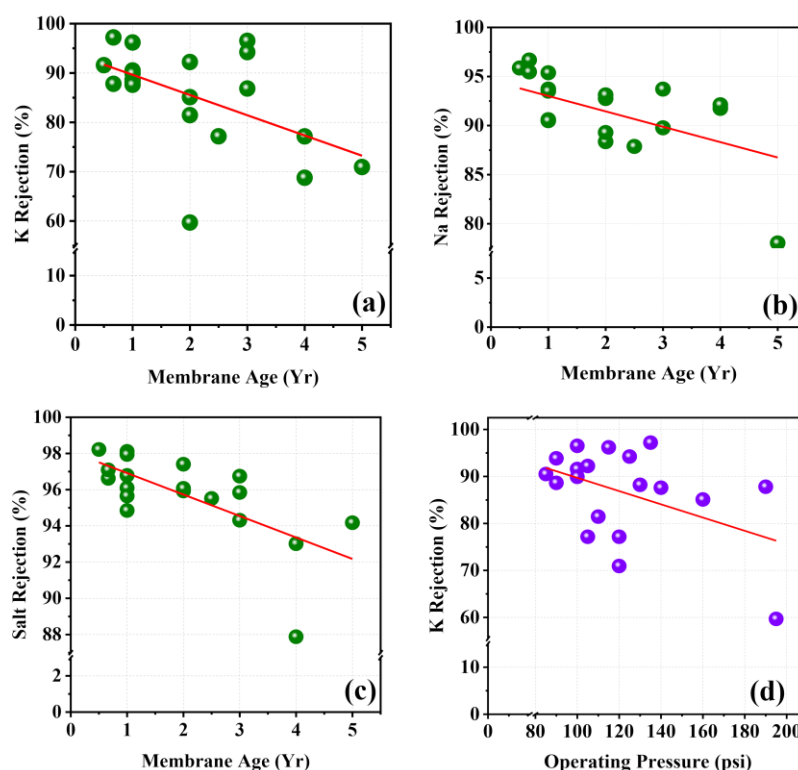 100
90
80
70
60
10
0
K Rejection (%)
0 1 2 3 4 5
Membrane Age (Yr)
(a)
100
95
90
85
80
5
0
Na Rejection (%)
0 1 2 3 4 5
Membrane Age (Yr)
(b)
100
98
96
94
92
90
88
2
0
Salt Rejection (%)
0 1 2 3 4 5
Membrane Age (Yr)
(c)
100
90
80
70
60
10
0
K Rejection (%)
0 80 100 120 140 160 180 200
Operating Pressure (psi)
(d)